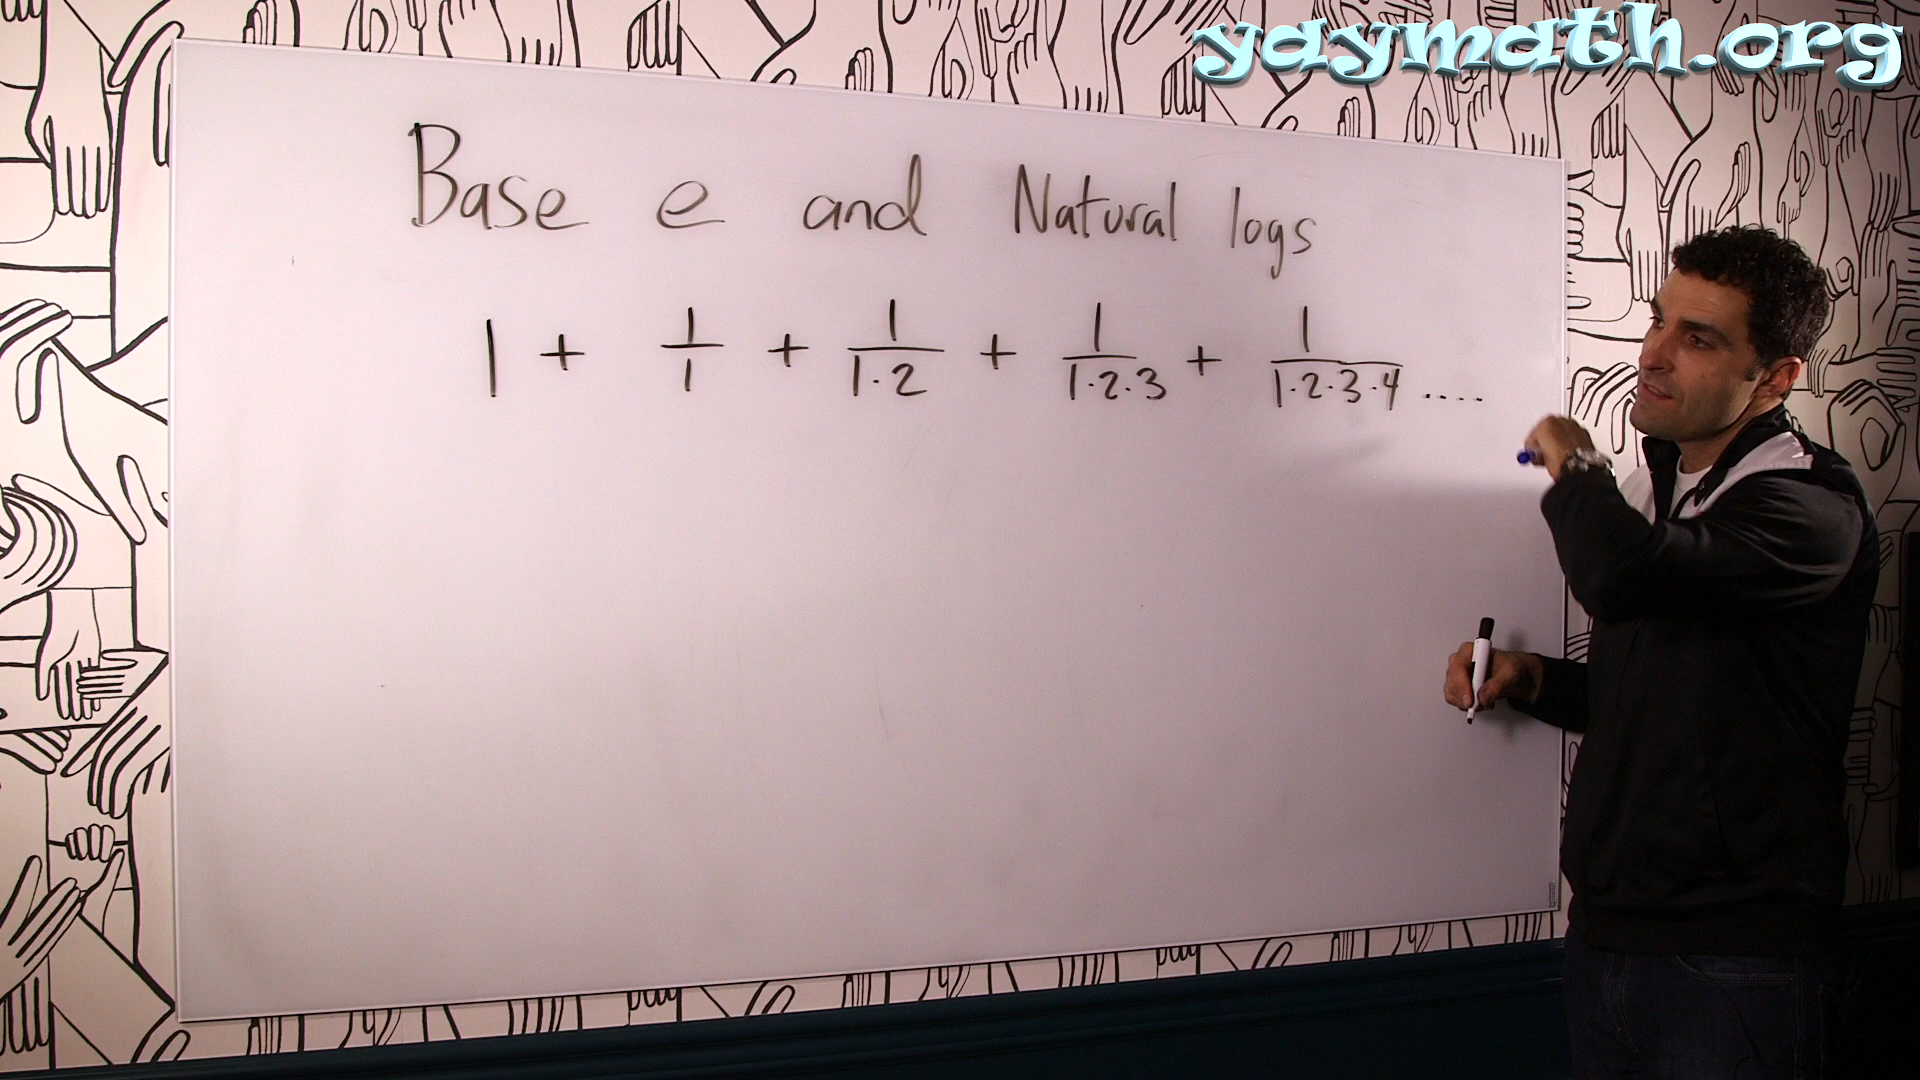 yaymath.org
Base e and Natural logs
1 + 1/1 + 1/1·2 + 1/1·2·3 + 1/1·2·3·4 ....